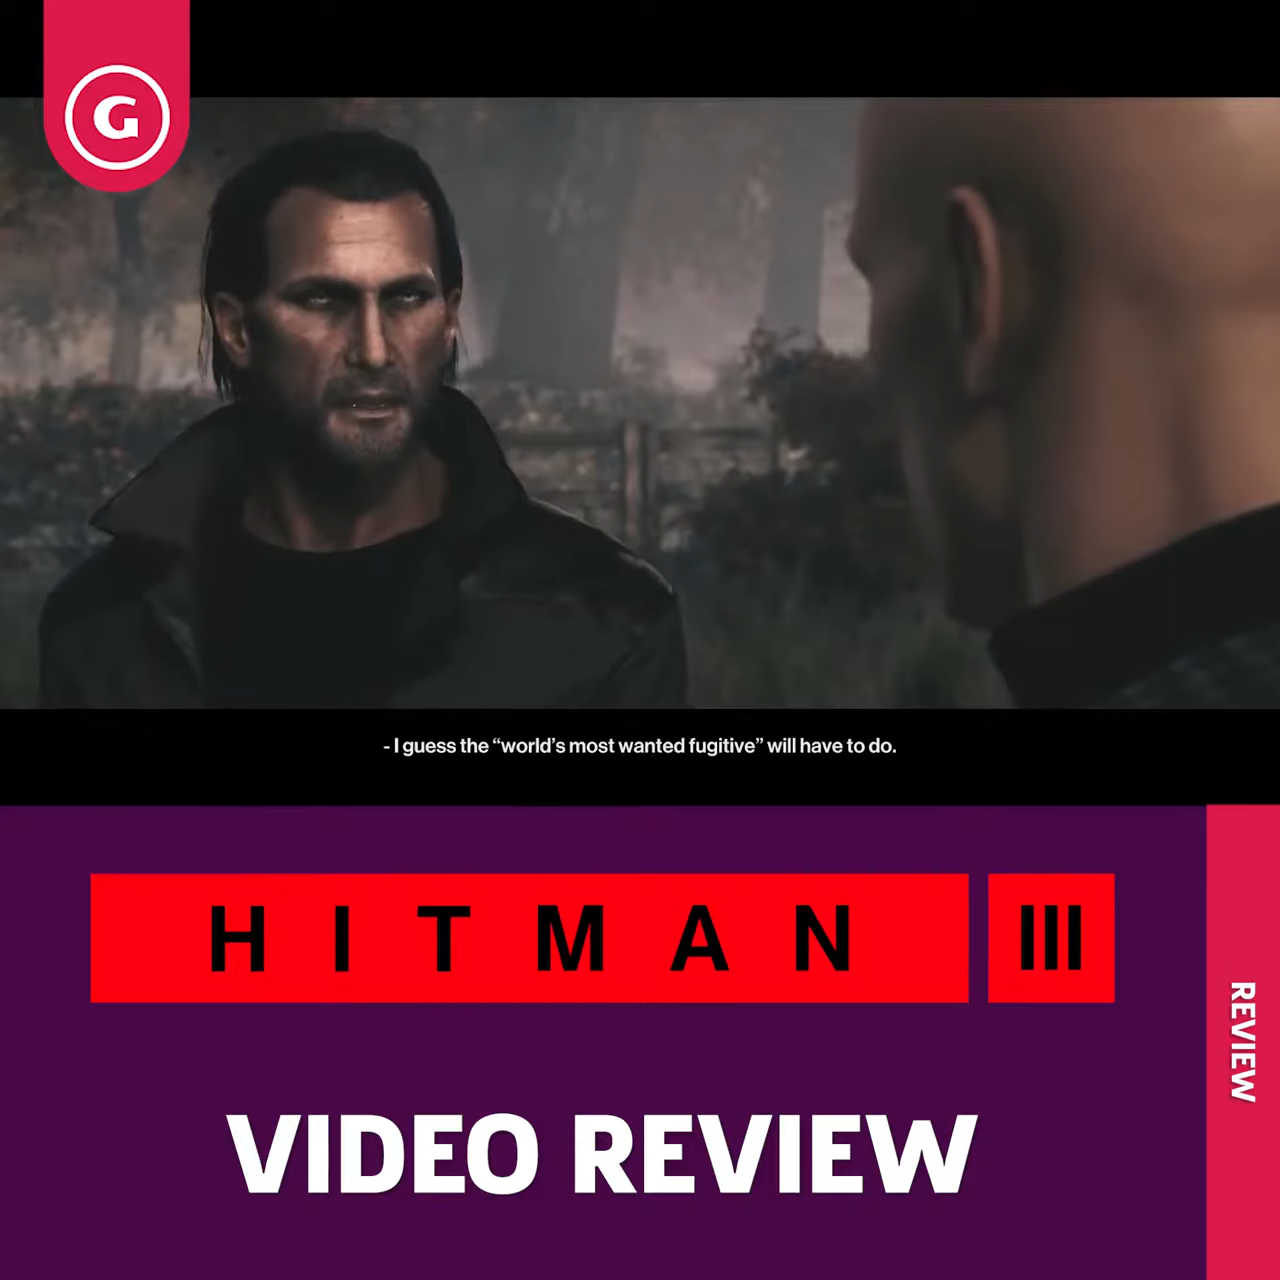 G
- I guess the “world’s most wanted fugitive” will have to do.
HITMAN III
REVIEW
VIDEO REVIEW